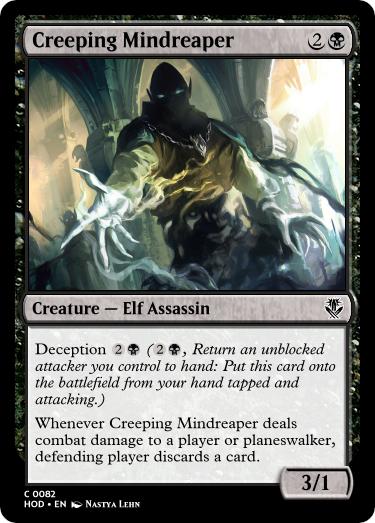 Creeping Mindreaper 2
Creature — Elf Assassin
Deception 2 (2, Return an unblocked
attacker you control to hand: Put this card onto
the battlefield from your hand tapped and
attacking.)
Whenever Creeping Mindreaper deals
combat damage to a player or planeswalker,
defending player discards a card.
3/1
C 0082
HOD • EN Nastya Lehn